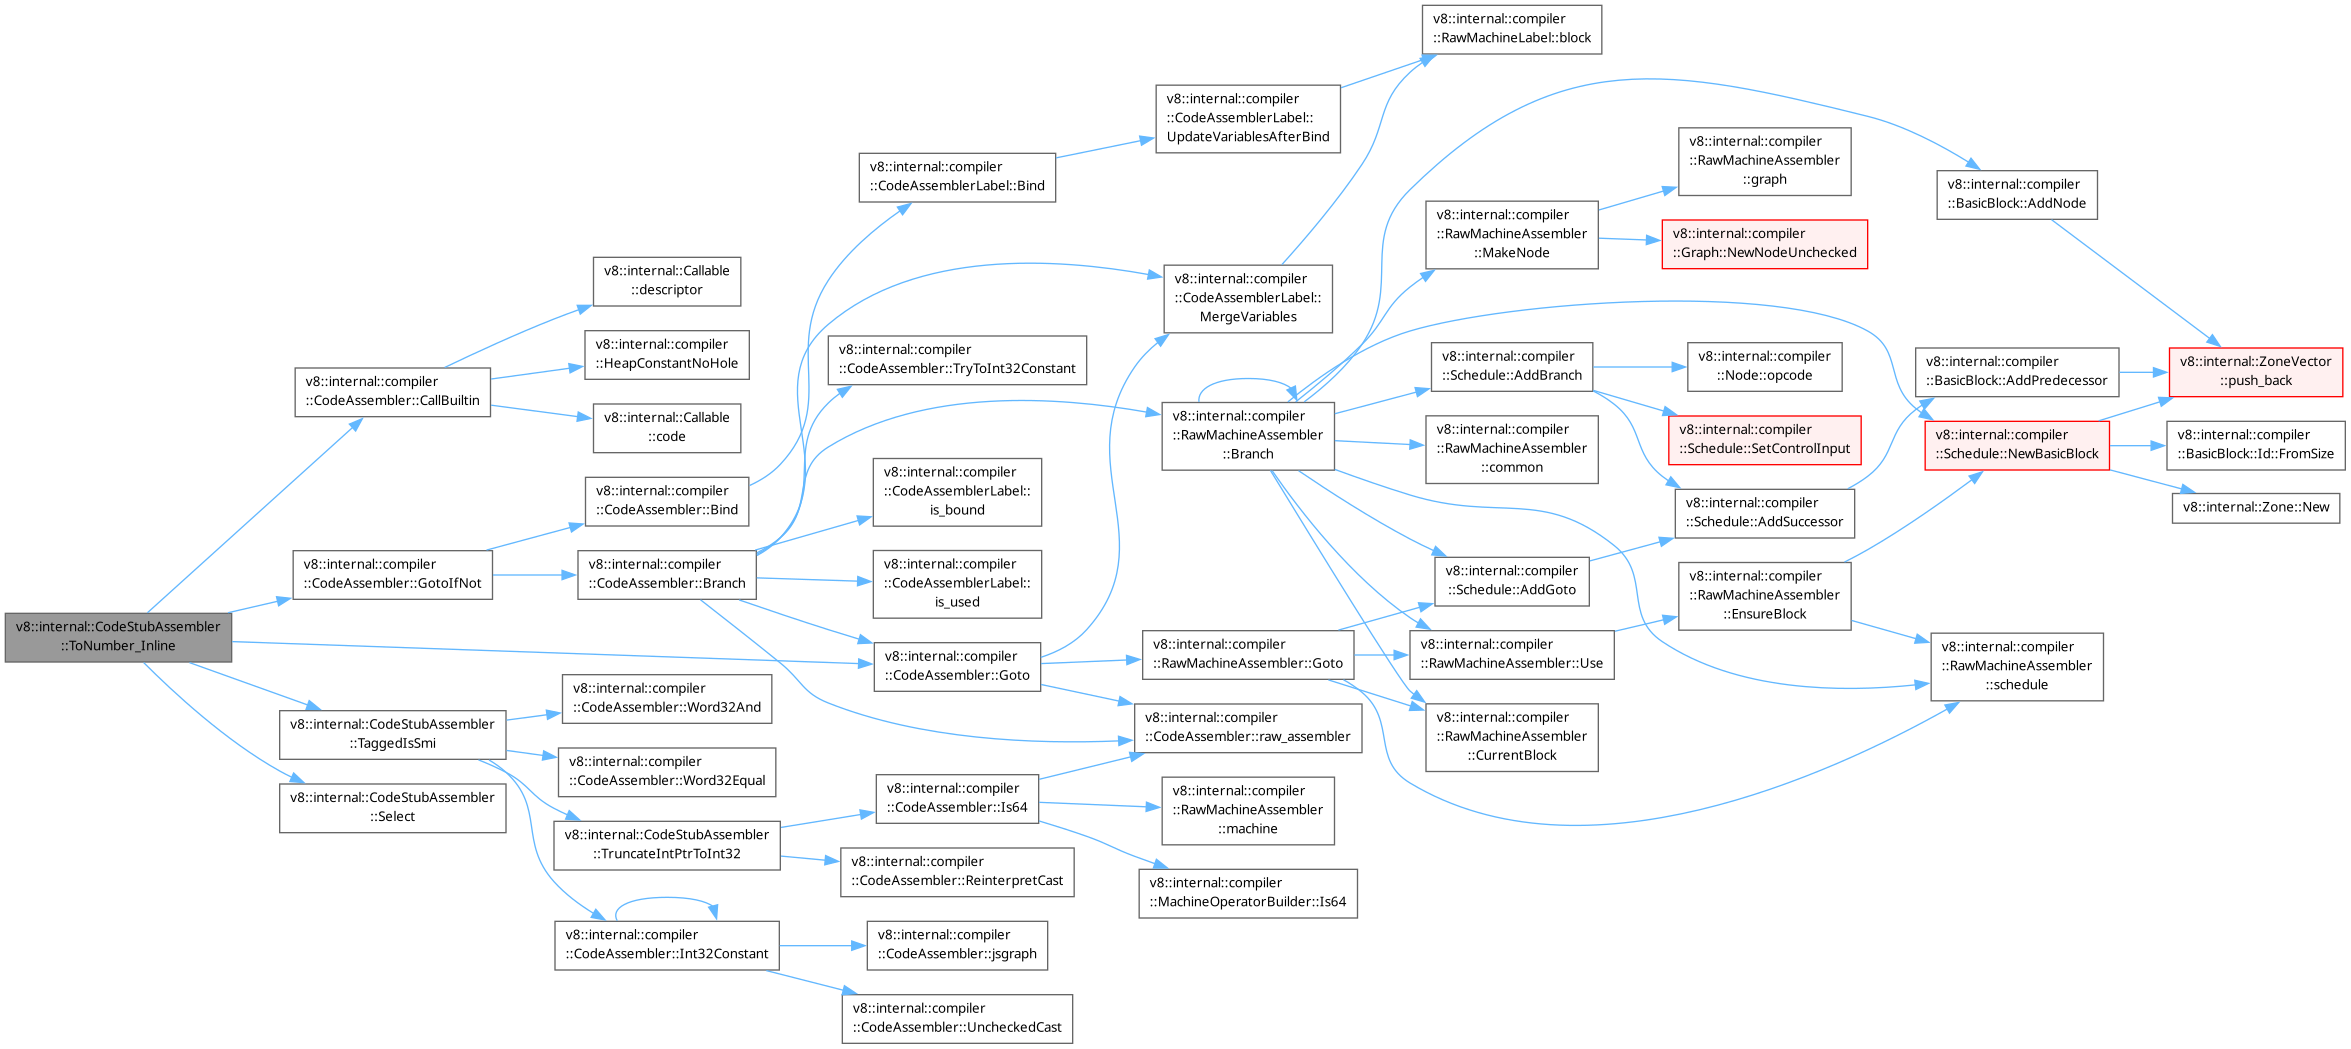 v8::internal::CodeStubAssembler
::ToNumber_Inline
v8::internal::compiler
::CodeAssembler::CallBuiltin
v8::internal::Callable
::descriptor
v8::internal::compiler
::HeapConstantNoHole
v8::internal::Callable
::code
v8::internal::compiler
::CodeAssembler::GotoIfNot
v8::internal::compiler
::CodeAssembler::Bind
v8::internal::compiler
::CodeAssemblerLabel::Bind
v8::internal::compiler
::CodeAssemblerLabel::
UpdateVariablesAfterBind
v8::internal::compiler
::RawMachineLabel::block
v8::internal::compiler
::CodeAssemblerLabel::
MergeVariables
v8::internal::compiler
::CodeAssembler::Branch
v8::internal::compiler
::CodeAssembler::TryToInt32Constant
v8::internal::compiler
::CodeAssemblerLabel::
is_bound
v8::internal::compiler
::CodeAssemblerLabel::
is_used
v8::internal::compiler
::CodeAssembler::Goto
v8::internal::compiler
::RawMachineAssembler
::Branch
v8::internal::compiler
::RawMachineAssembler
::MakeNode
v8::internal::compiler
::RawMachineAssembler
::graph
v8::internal::compiler
::Graph::NewNodeUnchecked
v8::internal::compiler
::BasicBlock::AddNode
v8::internal::compiler
::Schedule::AddBranch
v8::internal::compiler
::Node::opcode
v8::internal::compiler
::Schedule::SetControlInput
v8::internal::compiler
::Schedule::AddSuccessor
v8::internal::compiler
::BasicBlock::AddPredecessor
v8::internal::ZoneVector
::push_back
v8::internal::compiler
::Schedule::NewBasicBlock
v8::internal::compiler
::BasicBlock::Id::FromSize
v8::internal::Zone::New
v8::internal::compiler
::RawMachineAssembler
::common
v8::internal::compiler
::Schedule::AddGoto
v8::internal::compiler
::RawMachineAssembler::Use
v8::internal::compiler
::RawMachineAssembler
::EnsureBlock
v8::internal::compiler
::RawMachineAssembler
::schedule
v8::internal::compiler
::RawMachineAssembler
::CurrentBlock
v8::internal::compiler
::RawMachineAssembler::Goto
v8::internal::compiler
::CodeAssembler::raw_assembler
v8::internal::CodeStubAssembler
::TaggedIsSmi
v8::internal::compiler
::CodeAssembler::Word32And
v8::internal::compiler
::CodeAssembler::Word32Equal
v8::internal::CodeStubAssembler
::TruncateIntPtrToInt32
v8::internal::compiler
::CodeAssembler::Is64
v8::internal::compiler
::RawMachineAssembler
::machine
v8::internal::compiler
::MachineOperatorBuilder::Is64
v8::internal::compiler
::CodeAssembler::ReinterpretCast
v8::internal::CodeStubAssembler
::Select
v8::internal::compiler
::CodeAssembler::Int32Constant
v8::internal::compiler
::CodeAssembler::jsgraph
v8::internal::compiler
::CodeAssembler::UncheckedCast